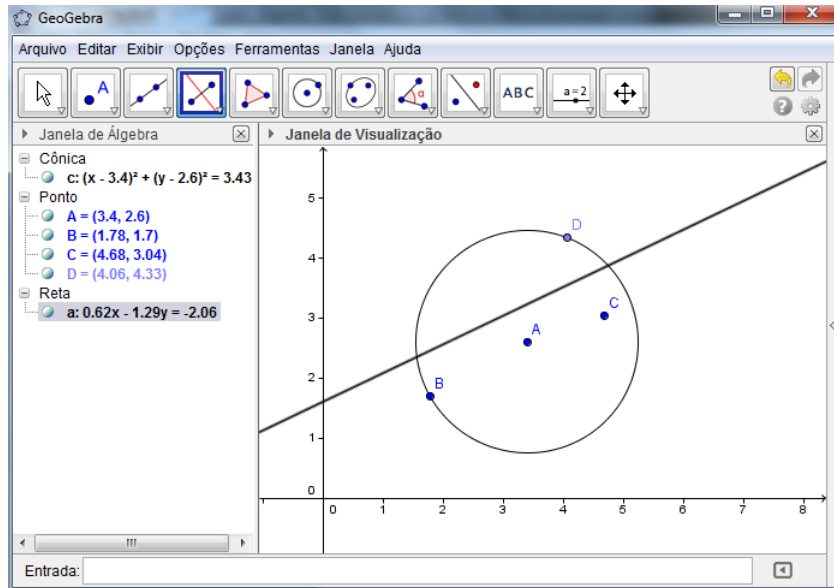 GeoGebra
Arquivo Editar Exibir Opções Ferramentas Janela Ajuda
A
α
ABC
a=2
Janela de Álgebra
Cônica
c: (x - 3.4)² + (y - 2.6)² = 3.43
Ponto
A = (3.4, 2.6)
B = (1.78, 1.7)
C = (4.68, 3.04)
D = (4.06, 4.33)
Reta
a: 0.62x - 1.29y = -2.06
Janela de Visualização
5
4
3
2
1
0
0 1 2 3 4 5 6 7 8
D
C
A
B
Entrada: